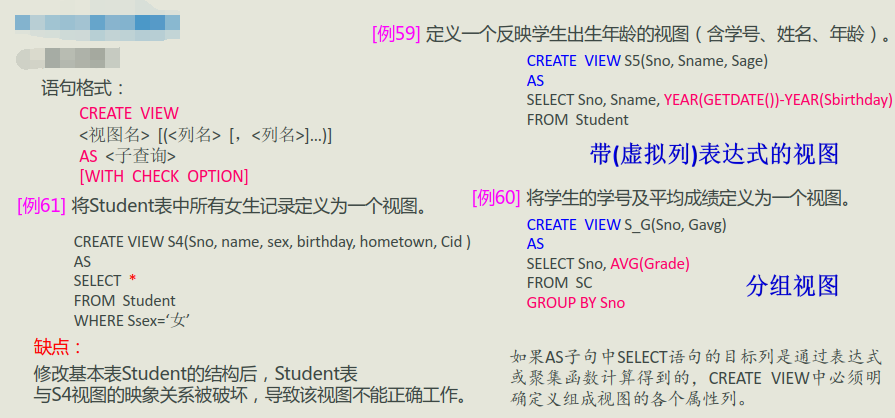 语句格式：
CREATE VIEW
<视图名> [(<列名> [，<列名>]…)]
AS <子查询>
[WITH CHECK OPTION]
[例61] 将Student表中所有女生记录定义为一个视图。
CREATE VIEW S4(Sno, name, sex, birthday, hometown, Cid )
AS
SELECT *
FROM Student
WHERE Ssex=‘女’
缺点：
修改基本表Student的结构后，Student表
与S4视图的映象关系被破坏，导致该视图不能正确工作。
[例59] 定义一个反映学生出生年龄的视图（含学号、姓名、年龄）。
CREATE VIEW S5(Sno, Sname, Sage)
AS
SELECT Sno, Sname, YEAR(GETDATE())-YEAR(Sbirthday)
FROM Student
带(虚拟列)表达式的视图
[例60] 将学生的学号及平均成绩定义为一个视图。
CREATE VIEW S_G(Sno, Gavg)
AS
SELECT Sno, AVG(Grade)
FROM SC
GROUP BY Sno
分组视图
如果AS子句中SELECT语句的目标列是通过表达式
或聚集函数计算得到的，CREATE VIEW中必须明
确定义组成视图的各个属性列。